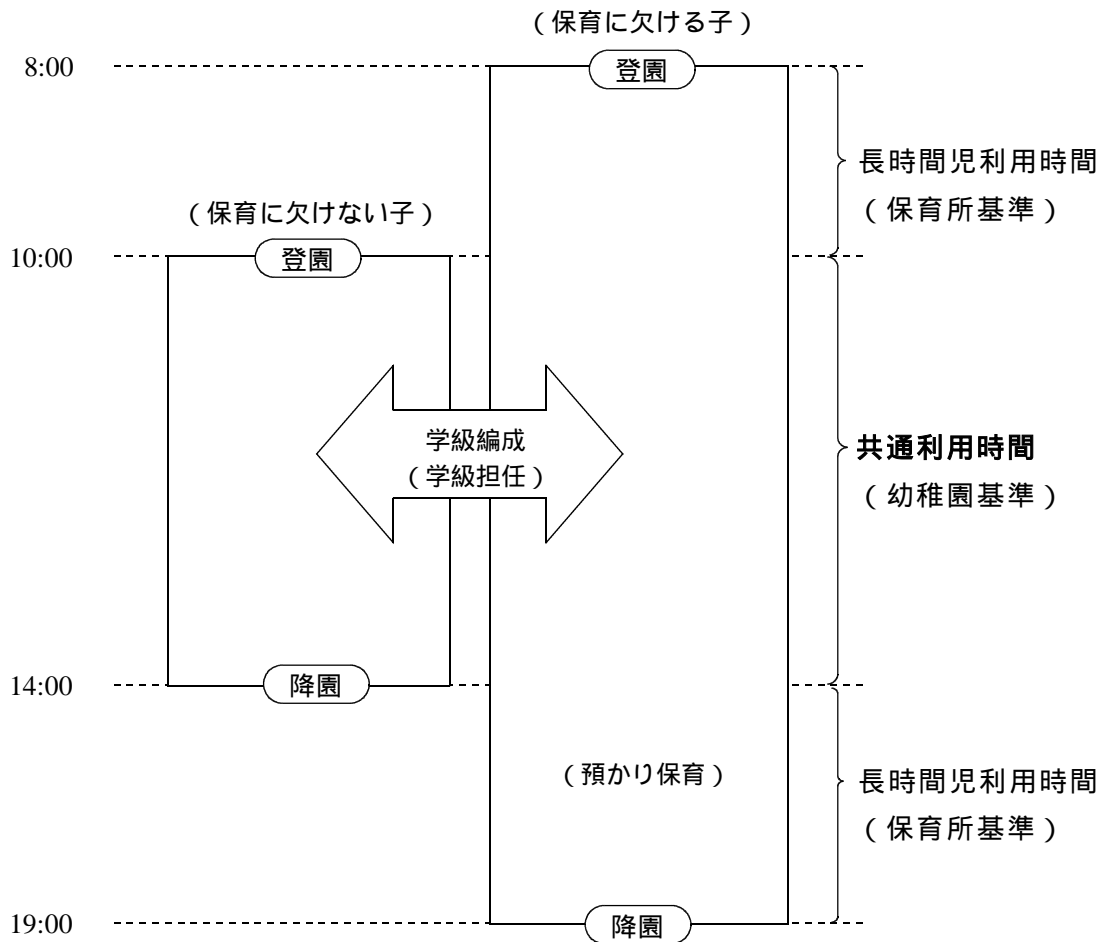 （保育に欠ける子）
8:00
登園
長時間児利用時間
（保育所基準）
（保育に欠けない子）
10:00
登園
学級編成
（学級担任）
共通利用時間
（幼稚園基準）
14:00
降園
（預かり保育）
長時間児利用時間
（保育所基準）
19:00
降園